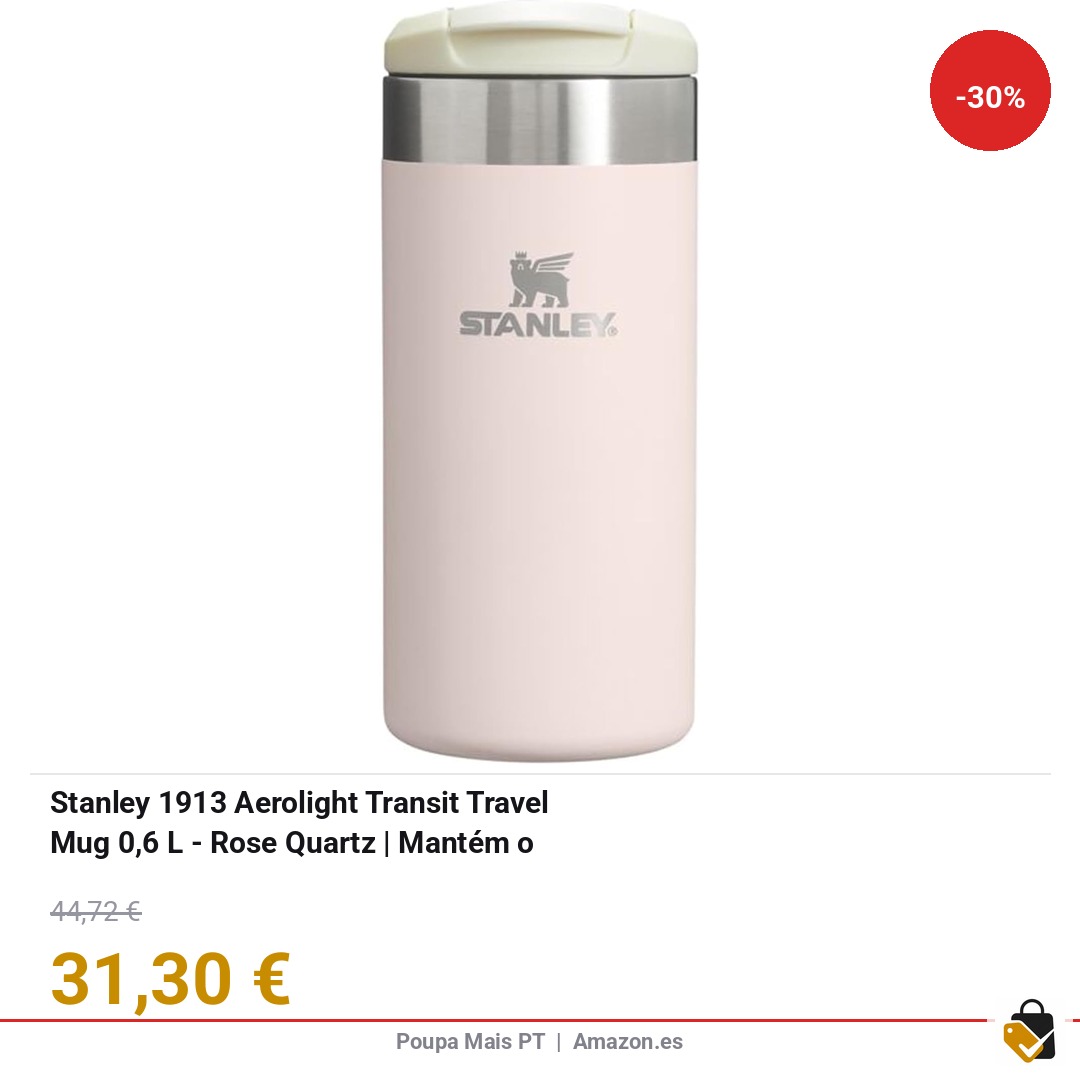 -30%
STANLEY®
Stanley 1913 Aerolight Transit Travel
Mug 0,6 L - Rose Quartz | Mantém o
44,72 €
31,30 €
Poupa Mais PT | Amazon.es